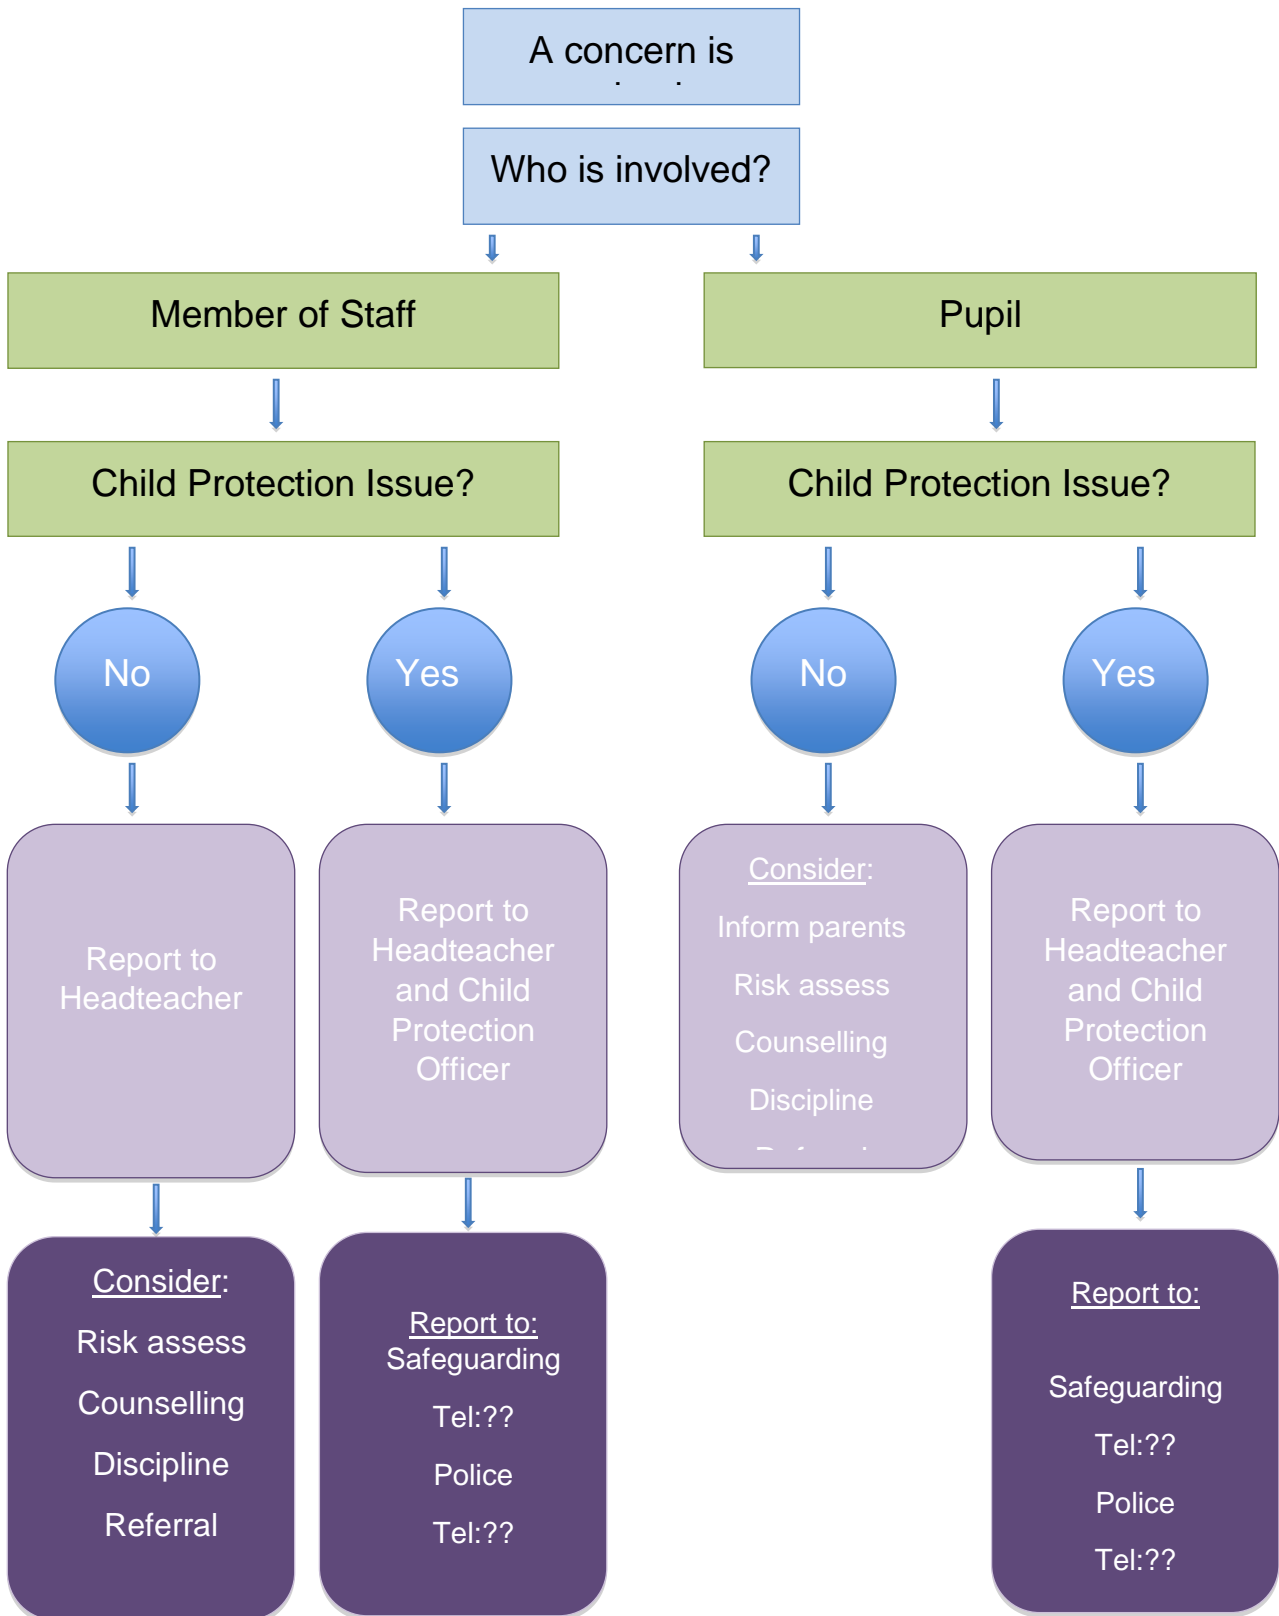 A concern is
Who is involved?
Member of Staff
Pupil
Child Protection Issue?
Child Protection Issue?
No
Yes
No
Yes
Report to
Headteacher
Report to
Headteacher
and Child
Protection
Officer
Consider:
Inform parents
Risk assess
Counselling
Discipline
Report to
Headteacher
and Child
Protection
Officer
Consider:
Risk assess
Counselling
Discipline
Referral
Report to:
Safeguarding
Tel:??
Police
Tel:??
Report to:
Safeguarding
Tel:??
Police
Tel:??